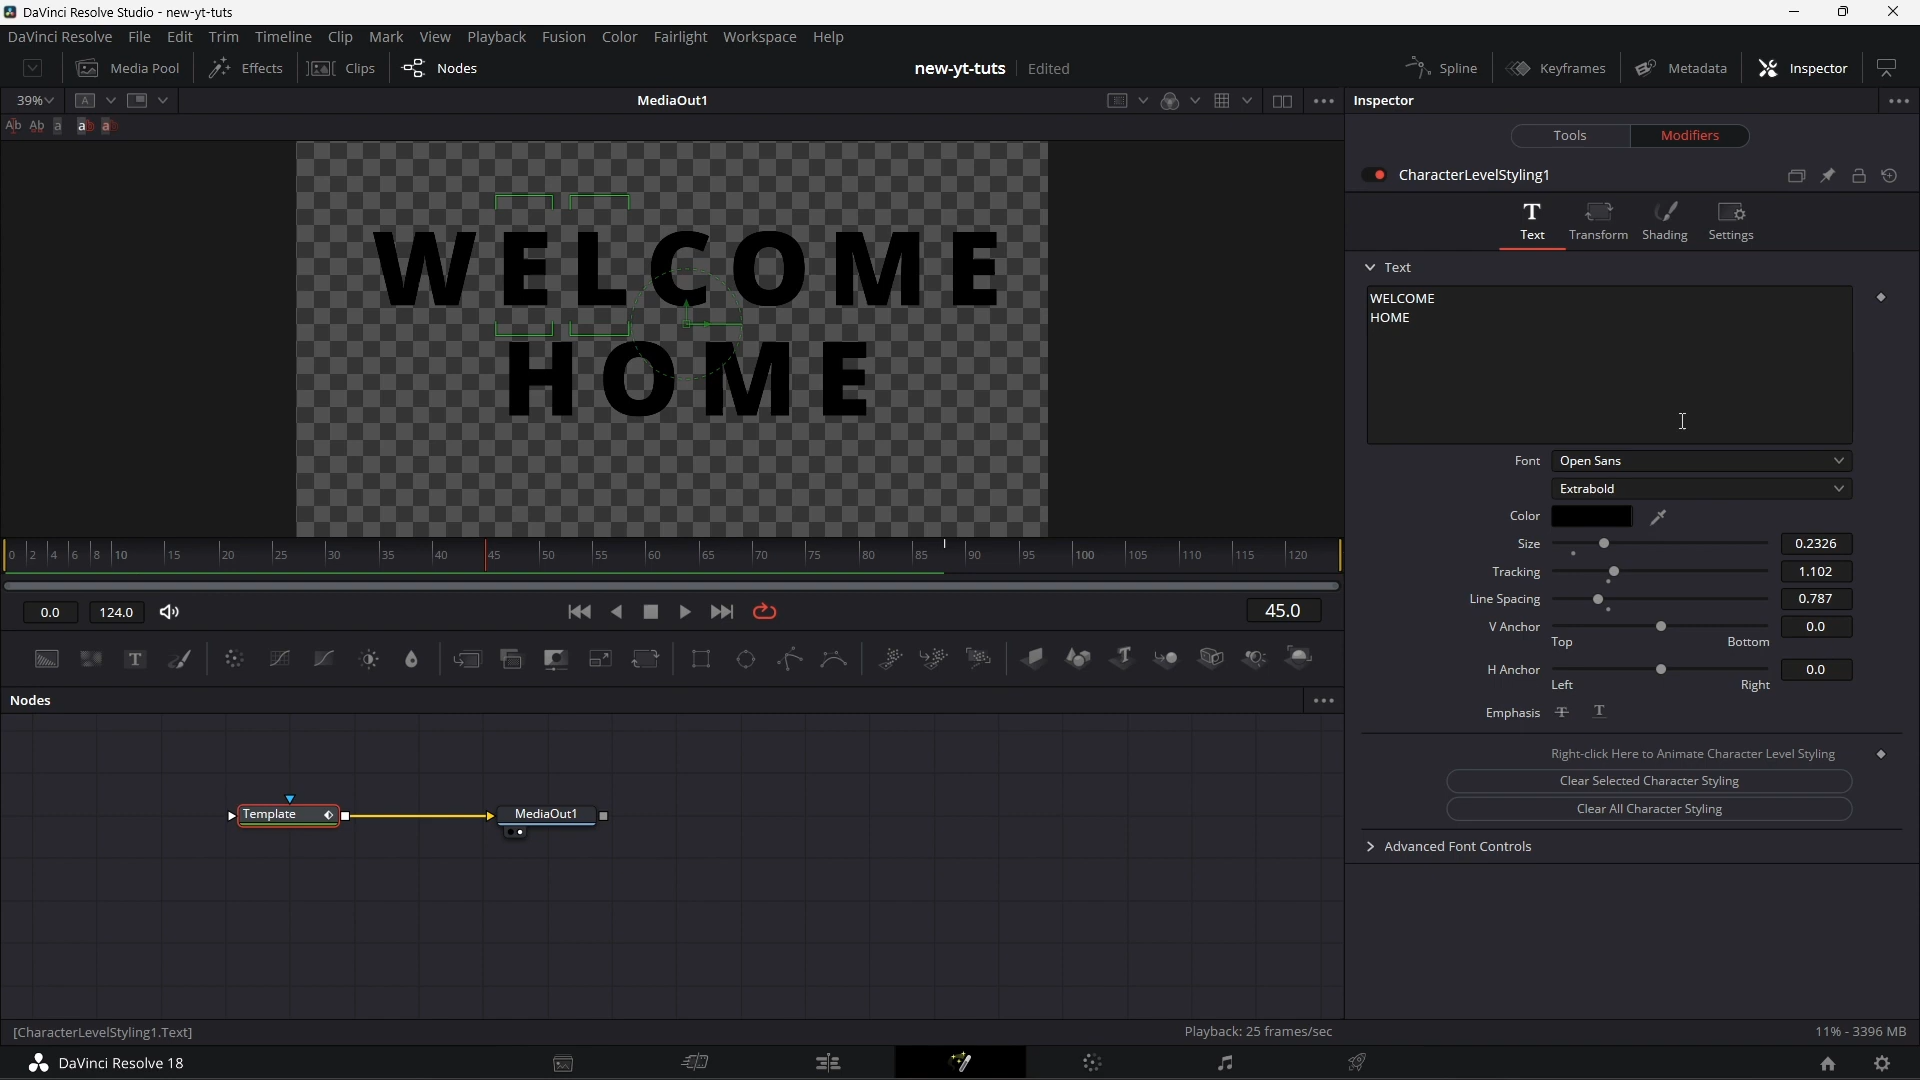 DaVinci Resolve Studio - new-yt-tuts
DaVinci Resolve File Edit Trim Timeline Clip Mark View Playback Fusion Color Fairlight Workspace Help
Media Pool Effects Clips Nodes new-yt-tuts Edited Spline Keyframes Metadata Inspector
39% A MediaOut1 Inspector
Ab Ab a ab a
Tools Modifiers
CharacterLevelStyling1
T
Text Transform Shading Settings
Text
WELCOME
HOME
WELCOME
HOME
Font Open Sans
Extrabold
Color
Size 0.2326
Tracking 1.102
Line Spacing 0.787
V Anchor 0.0
Top Bottom
H Anchor 0.0
Left Right
Emphasis T T
Right-click Here to Animate Character Level Styling
Clear Selected Character Styling
Clear All Character Styling
Advanced Font Controls
0 2 4 6 8 10 15 20 25 30 35 40 45 50 55 60 65 70 75 80 85 90 95 100 105 110 115 120
0.0 124.0 45.0
T T
Nodes
Template MediaOut1
[CharacterLevelStyling1.Text] Playback: 25 frames/sec 11% - 3396 MB
DaVinci Resolve 18